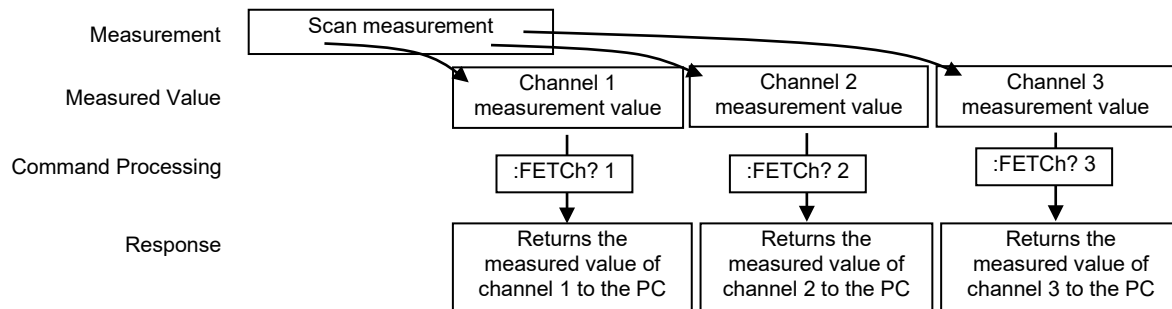 Measurement
Scan measurement
Measured Value
Channel 1
measurement value
Channel 2
measurement value
Channel 3
measurement value
Command Processing
:FETCh? 1
:FETCh? 2
:FETCh? 3
Response
Returns the
measured value of
channel 1 to the PC
Returns the
measured value of
channel 2 to the PC
Returns the
measured value of
channel 3 to the PC